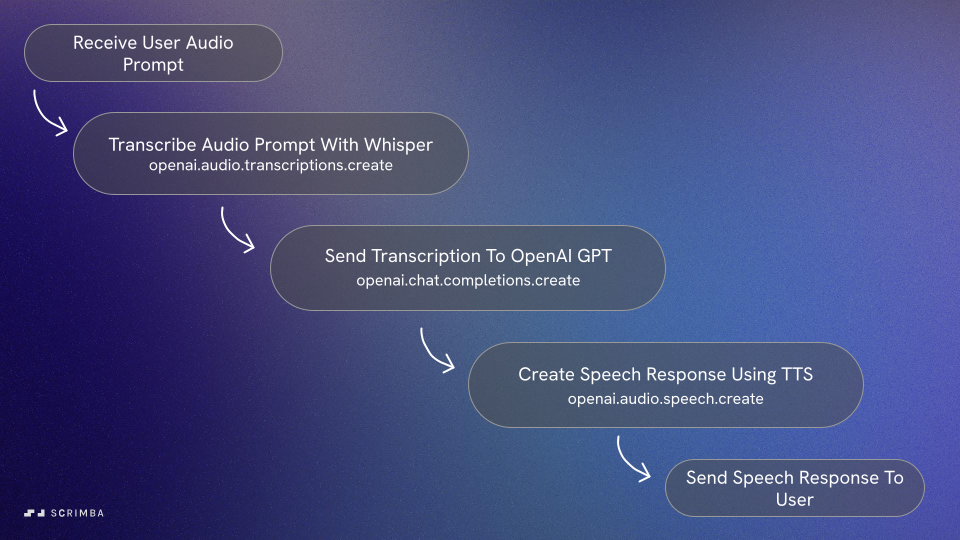 Receive User Audio
Prompt
Transcribe Audio Prompt With Whisper
openai.audio.transcriptions.create
Send Transcription To OpenAI GPT
openai.chat.completions.create
Create Speech Response Using TTS
openai.audio.speech.create
Send Speech Response To
User
SCRIMBA